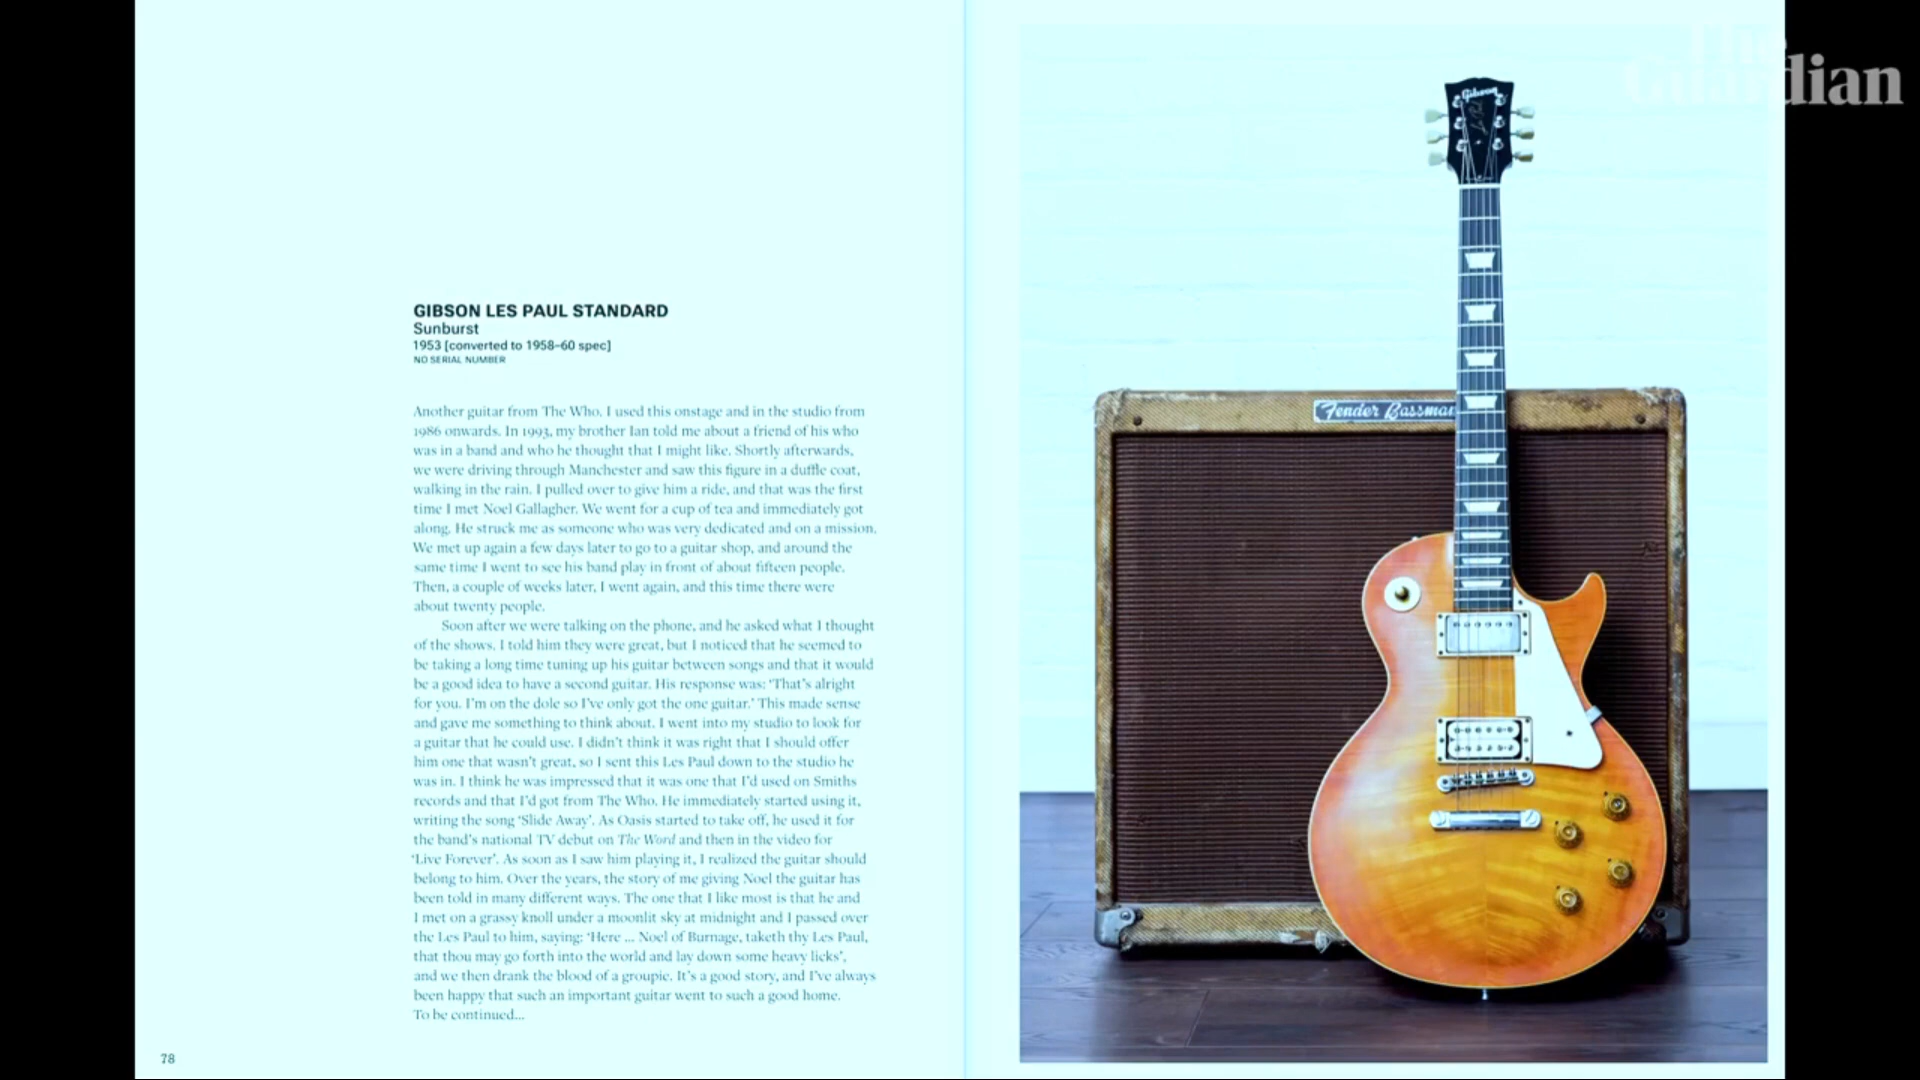 The
Guardian
GIBSON LES PAUL STANDARD
Sunburst
1953 [converted to 1958–60 spec]
NO SERIAL NUMBER
Another guitar from The Who. I used this onstage and in the studio from
1986 onwards. In 1993, my brother Ian told me about a friend of his who
was in a band and who he thought that I might like. Shortly afterwards,
we were driving through Manchester and saw this figure in a duffle coat,
walking in the rain. I pulled over to give him a ride, and that was the first
time I met Noel Gallagher. We went for a cup of tea and immediately got
along. He struck me as someone who was very dedicated and on a mission.
We met up again a few days later to go to a guitar shop, and around the
same time I went to see his band play in front of about fifteen people.
Then, a couple of weeks later, I went again, and this time there were
about twenty people.
Soon after we were talking on the phone, and he asked what I thought
of the shows. I told him they were great, but I noticed that he seemed to
be taking a long time tuning up his guitar between songs and that it would
be a good idea to have a second guitar. His response was: ‘That’s alright
for you. I’m on the dole so I’ve only got the one guitar.’ This made sense
and gave me something to think about. I went into my studio to look for
a guitar that he could use. I didn’t think it was right that I should offer
him one that wasn’t great, so I sent this Les Paul down to the studio he
was in. I think he was impressed that it was one that I’d used on Smiths
records and that I’d got from The Who. He immediately started using it,
writing the song ‘Slide Away’. As Oasis started to take off, he used it for
the band’s national TV debut on The Word and then in the video for
‘Live Forever’. As soon as I saw him playing it, I realized the guitar should
belong to him. Over the years, the story of me giving Noel the guitar has
been told in many different ways. The one that I like most is that he and
I met on a grassy knoll under a moonlit sky at midnight and I passed over
the Les Paul to him, saying: ‘Here ... Noel of Burnage, taketh thy Les Paul,
that thou may go forth into the world and lay down some heavy licks’,
and we then drank the blood of a groupie. It’s a good story, and I’ve always
been happy that such an important guitar went to such a good home.
To be continued...
78
Gibson
Les Paul
Fender Bassman